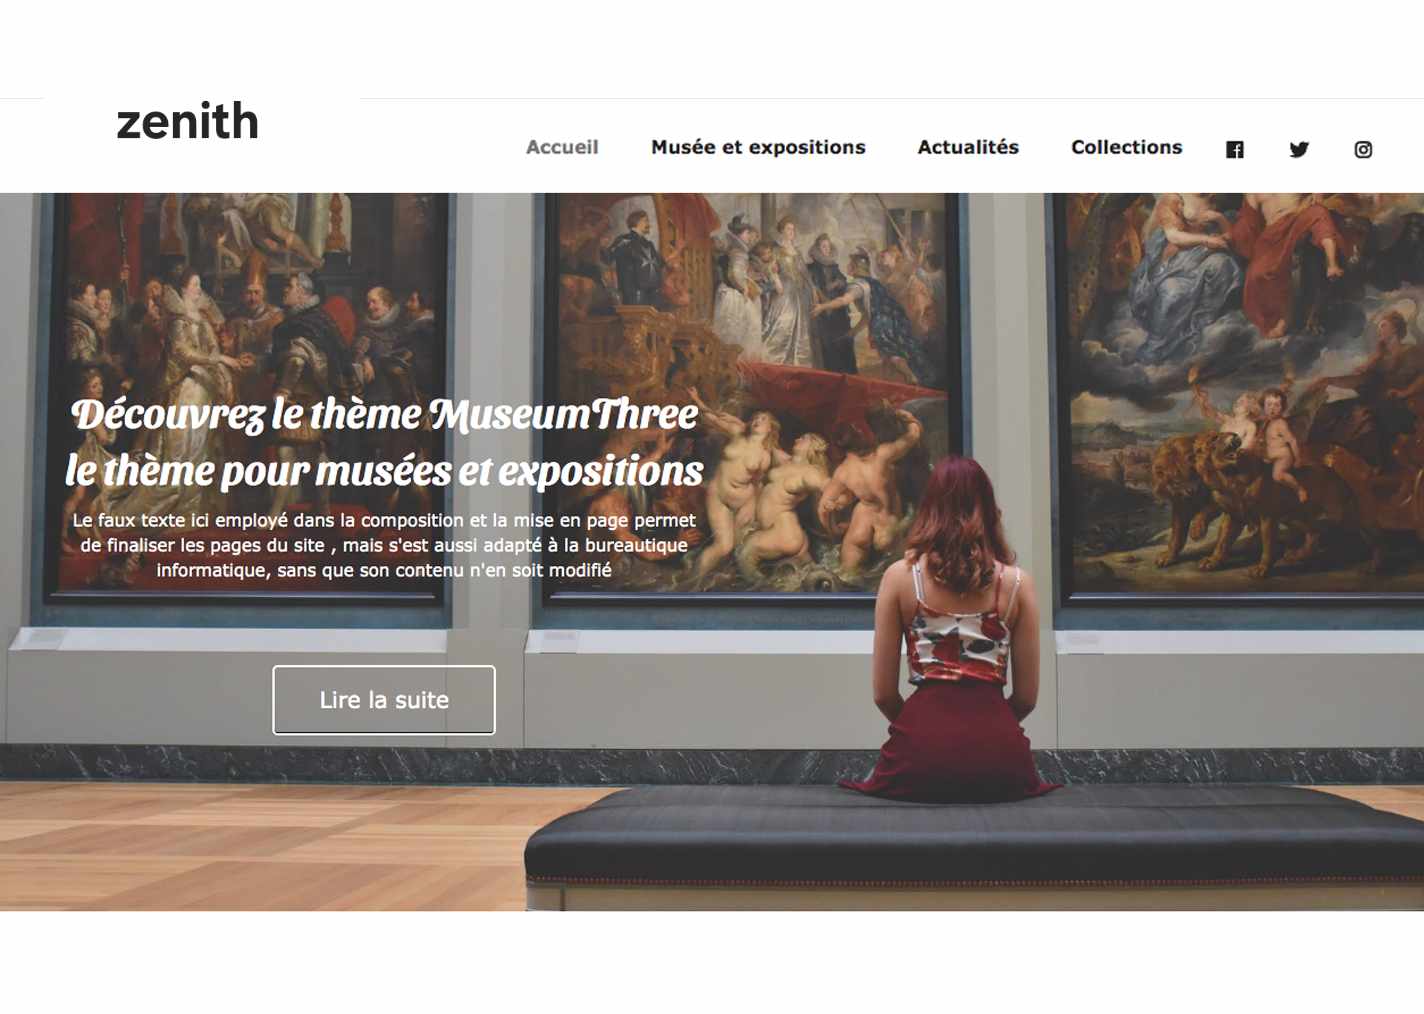 zenith
Accueil Musée et expositions Actualités Collections
Découvrez le thème MuseumThree
le thème pour musées et expositions
Le faux texte ici employé dans la composition et la mise en page permet
de finaliser les pages du site , mais s'est aussi adapté à la bureautique
informatique, sans que son contenu n'en soit modifié
Lire la suite